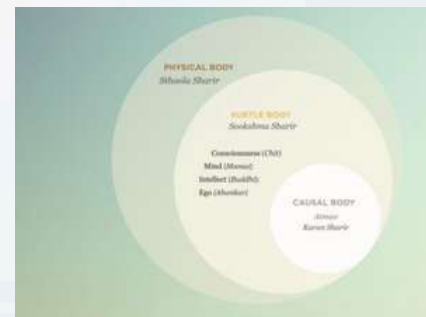 PHYSICAL BODY
Sthoola Sharir
SUBTLE BODY
Sookshma Sharir
Consciousness (Chit)
Mind (Manas)
Intellect (Buddhi)
Ego (Ahankar)
CAUSAL BODY
Atman
Karan Sharir